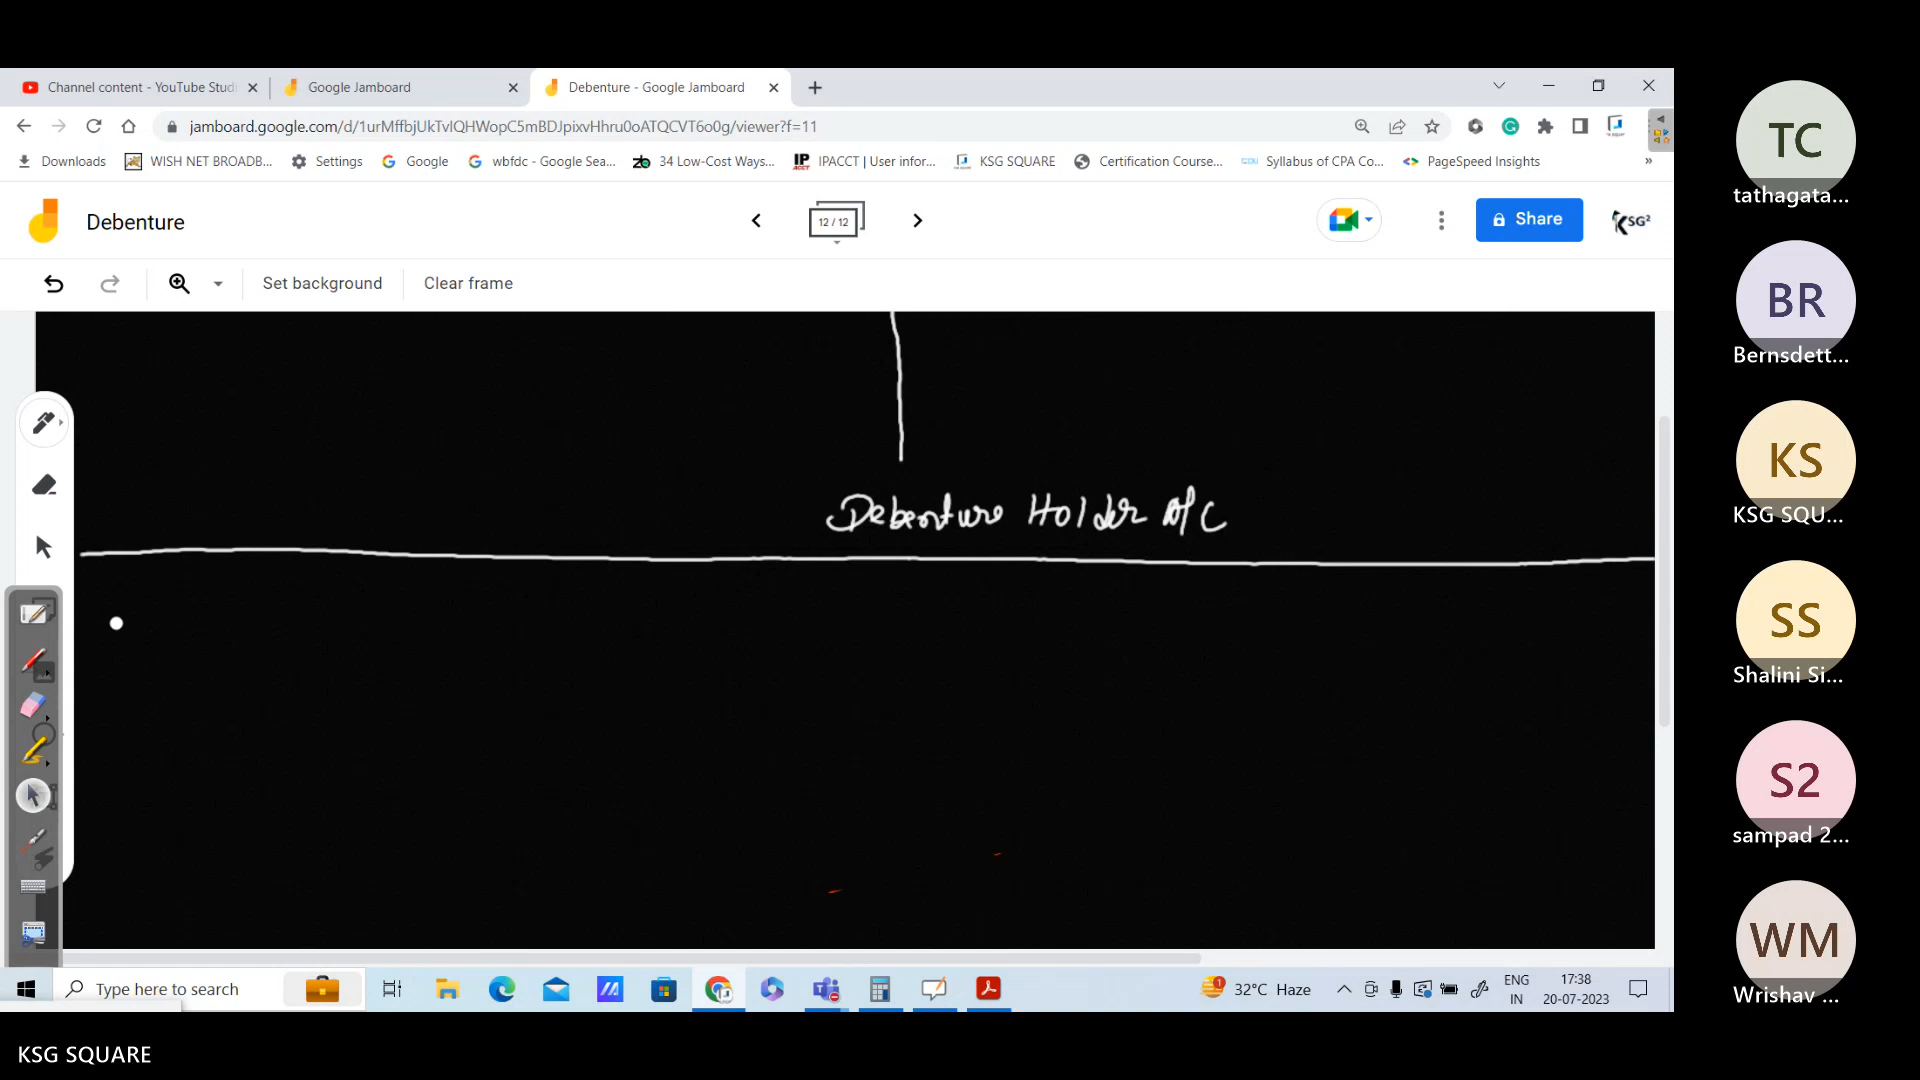 Channel content - YouTube Studi
Google Jamboard
Debenture - Google Jamboard
jamboard.google.com/d/1urMffbjUkTvIQHWopC5mBDJpixvHhru0oATQCVT6o0g/viewer?f=11
Downloads
WISH NET BROADB...
Settings
Google
wbfdc - Google Sea...
34 Low-Cost Ways...
IPACCT | User infor...
KSG SQUARE
Certification Course...
Syllabus of CPA Co...
PageSpeed Insights
»
Debenture
12 / 12
Share
KSG²
Set background
Clear frame
Debenture Holder A/C
Type here to search
32°C Haze
ENG
IN
17:38
20-07-2023
TC
tathagata...
BR
Bernsdett...
KS
KSG SQU...
SS
Shalini Si...
S2
sampad 2...
WM
Wrishav ...
KSG SQUARE